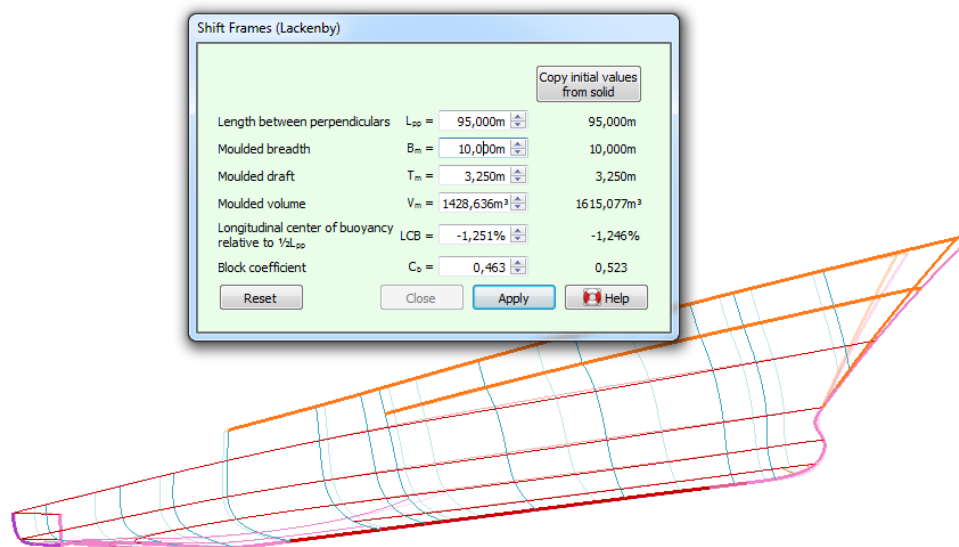 Shift Frames (Lackenby)
Copy initial values
from solid
Length between perpendiculars Lpp = 95,000m 95,000m
Moulded breadth Bm = 10,000m 10,000m
Moulded draft Tm = 3,250m 3,250m
Moulded volume Vm = 1428,636m³ 1615,077m³
Longitudinal center of buoyancy
relative to ½Lpp LCB = -1,251% -1,246%
Block coefficient Cb = 0,463 0,523
Reset Close Apply Help